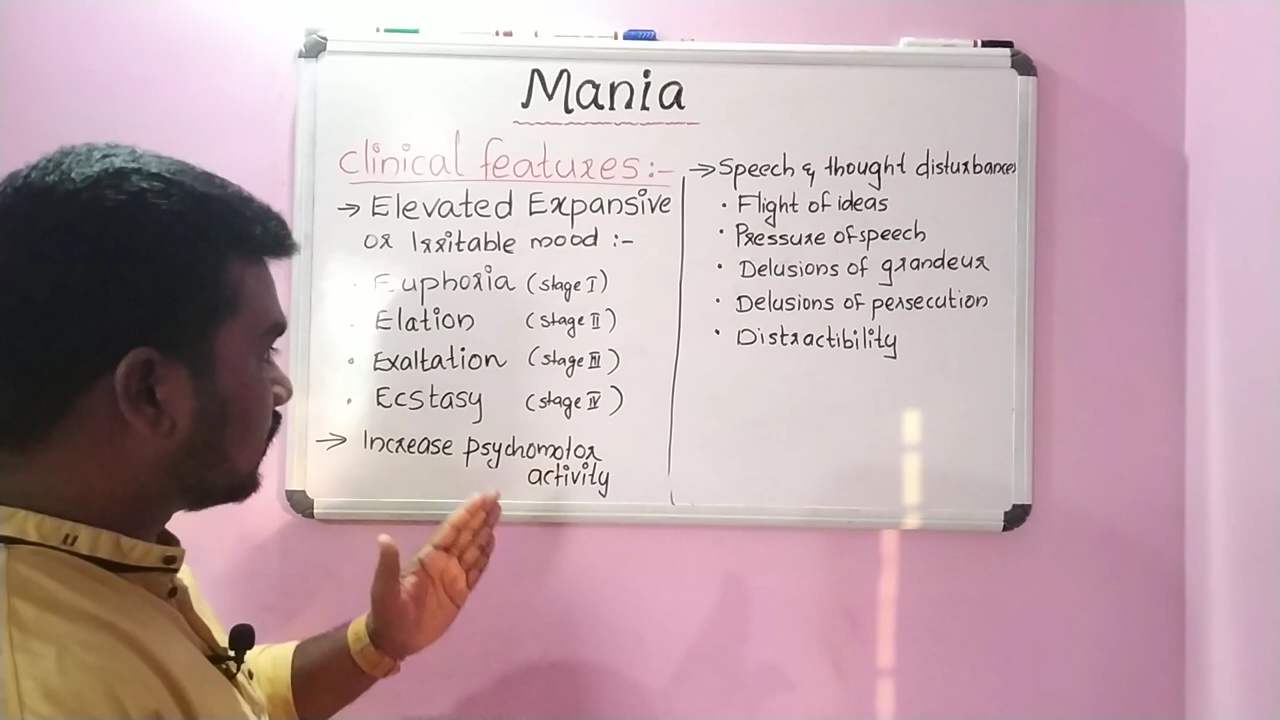 Mania
Clinical features:-
→ Elevated Expansive
or Irritable mood :-
· Euphoria (stage I)
· Elation (stage II)
• Exaltation (stage III)
• Ecstasy (stage IV)
→ Increase psychomotor
activity
→ Speech & thought disturbances
• Flight of ideas
• Pressure of speech
• Delusions of grandeur
• Delusions of persecution
• Distractibility